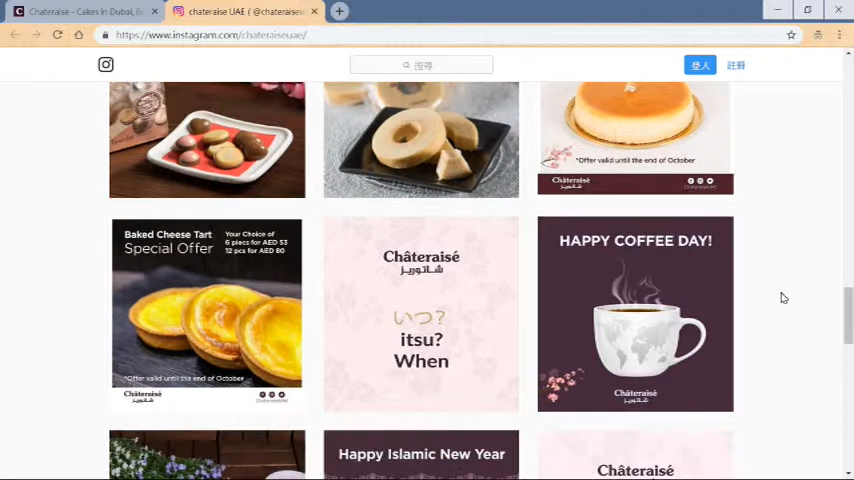 Chateraise - Cakes In Dubai, B
chateraise UAE ( @chateraise
https://www.instagram.com/chateraiseuae/
搜尋
登入
註冊
*Offer valid until the end of October
Châteraisé
شاتوريز
Baked Cheese Tart
Special Offer
Your Choice of
6 piecs for AED 53
12 pcs for AED 80
*Offer valid until the end of October
Châteraisé
شاتوريز
Châteraisé
شاتوريز
いつ?
itsu?
When
HAPPY COFFEE DAY!
Châteraisé
شاتوريز
Happy Islamic New Year
Châteraisé